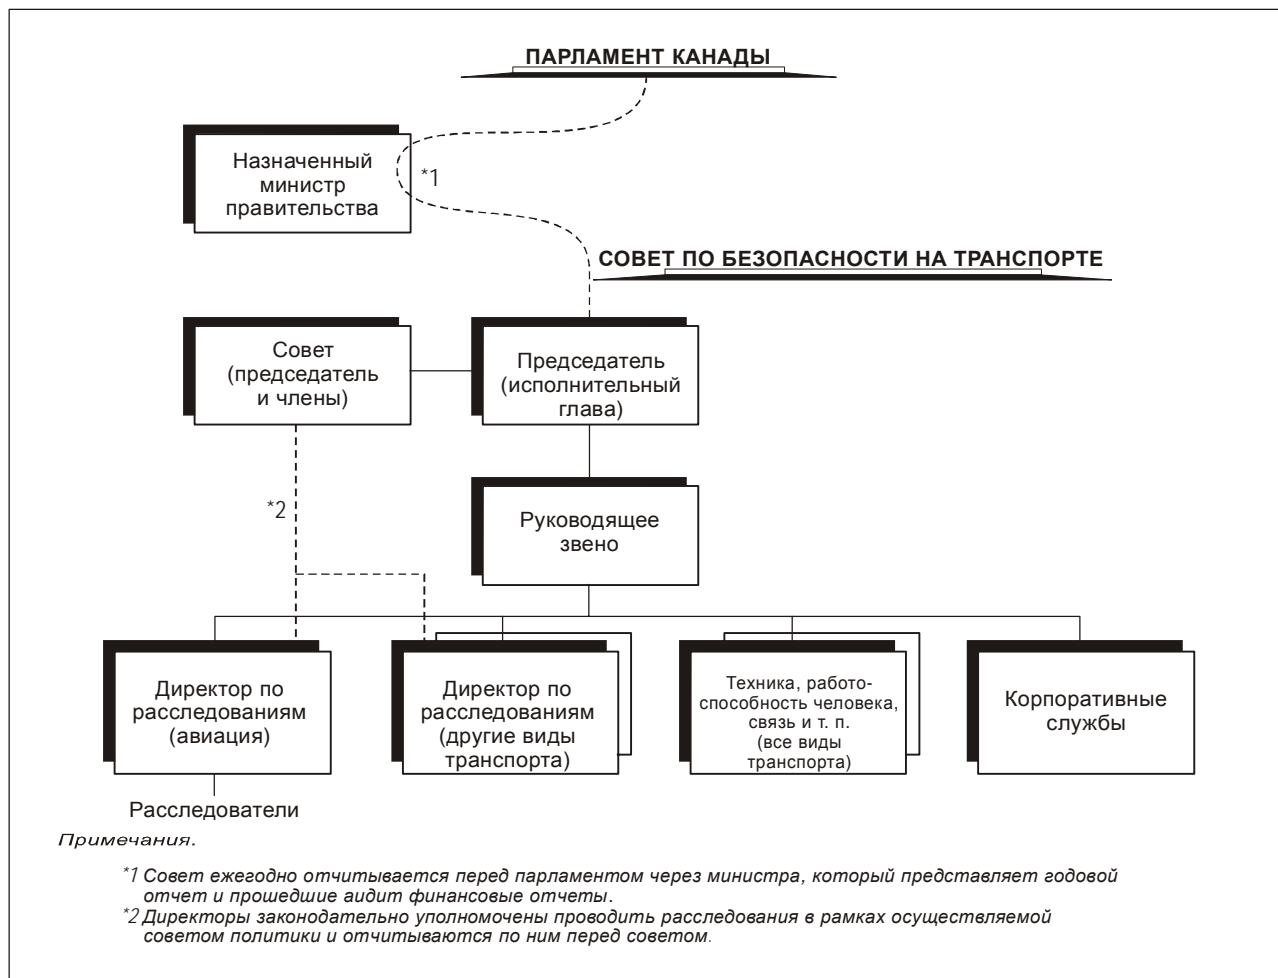 ПАРЛАМЕНТ КАНАДЫ
Назначенный
министр
правительства
*1
СОВЕТ ПО БЕЗОПАСНОСТИ НА ТРАНСПОРТЕ
Совет
(председатель
и члены)
Председатель
(исполнительный
глава)
*2
Руководящее
звено
Директор по
расследованиям
(авиация)
Директор по
расследованиям
(другие виды
транспорта)
Техника, работо-
способность человека,
связь и т. п.
(все виды
транспорта)
Корпоративные
службы
Расследователи
Примечания.
*1 Совет ежегодно отчитывается перед парламентом через министра, который представляет годовой
отчет и прошедшие аидит финансовые отчеты.
*2 Директоры законодательно уполномочены проводить расследования в рамках осуществляемой
советом политики и отчитываются по ним перед советом.